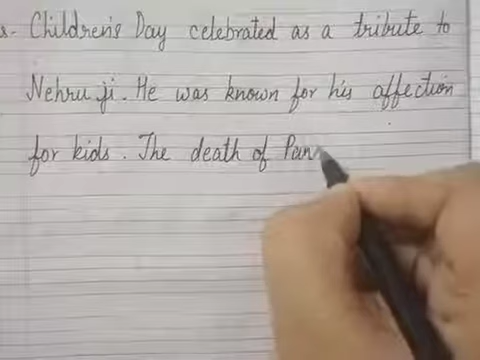 Children's Day celebrated as a tribute to
Nehru ji. He was known for his affection
for kids. The death of Pan